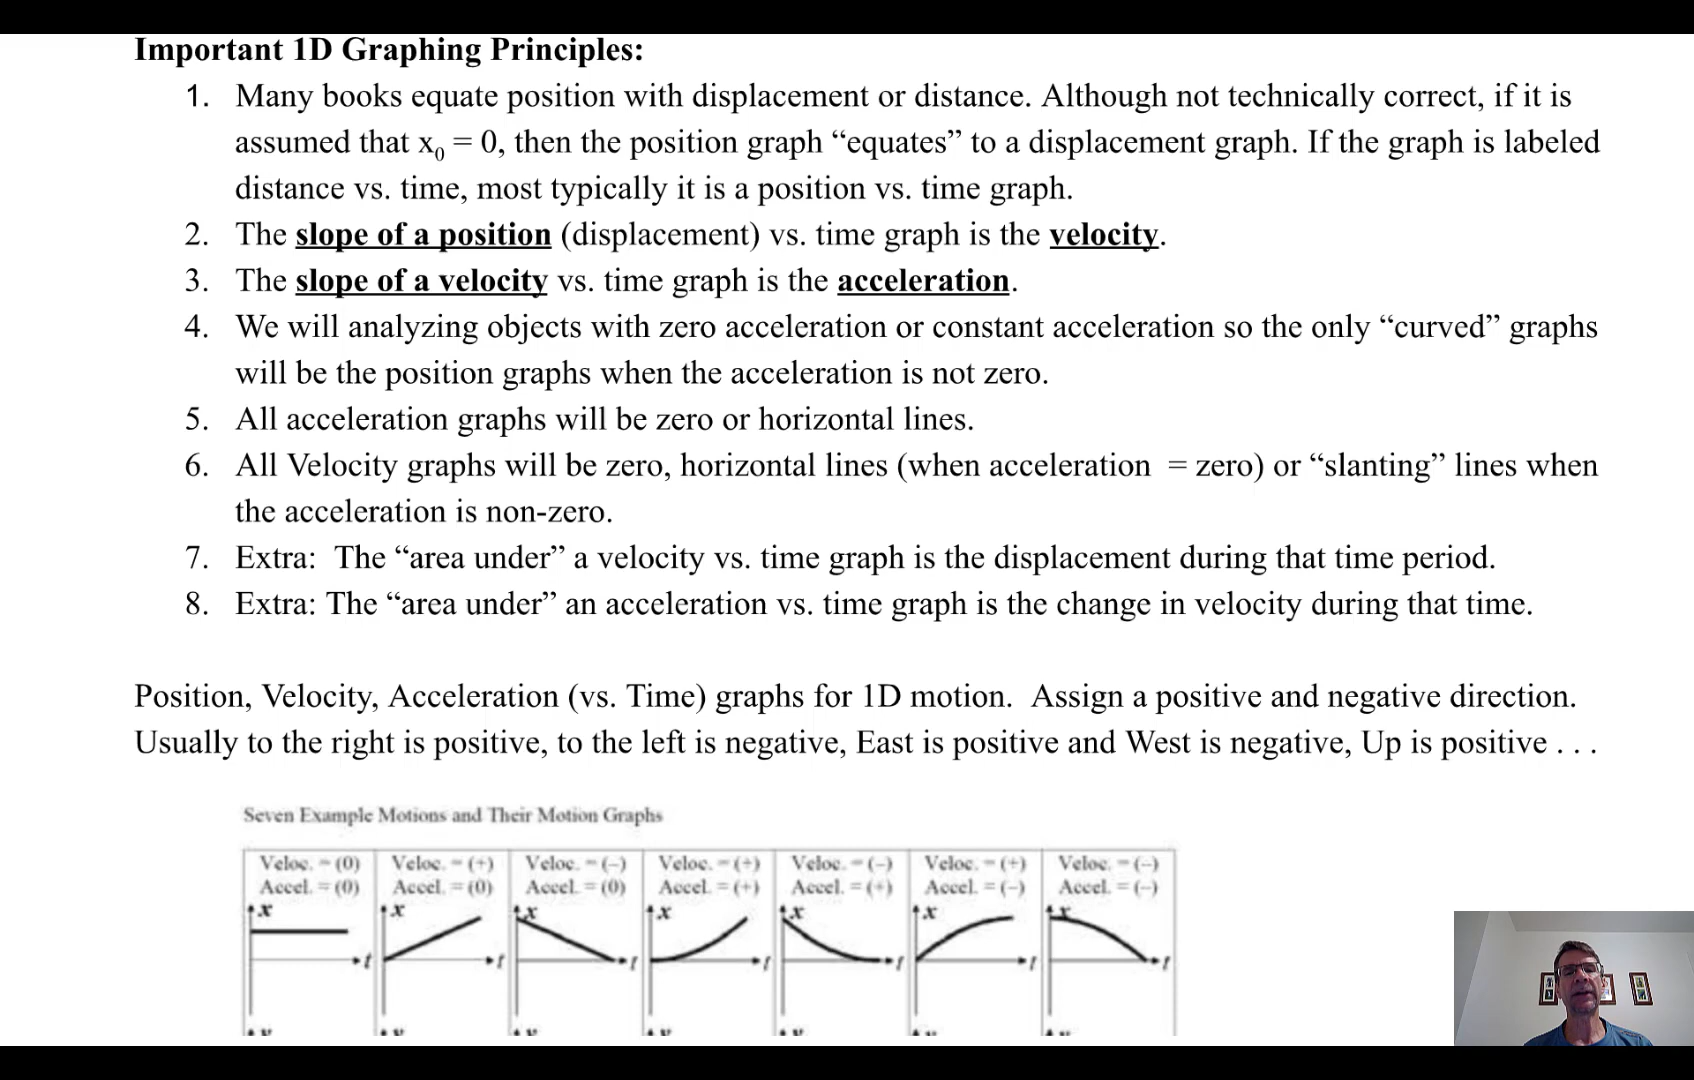 Important 1D Graphing Principles:
1. Many books equate position with displacement or distance. Although not technically correct, if it is
assumed that x₀ = 0, then the position graph “equates” to a displacement graph. If the graph is labeled
distance vs. time, most typically it is a position vs. time graph.
2. The slope of a position (displacement) vs. time graph is the velocity.
3. The slope of a velocity vs. time graph is the acceleration.
4. We will analyzing objects with zero acceleration or constant acceleration so the only “curved” graphs
will be the position graphs when the acceleration is not zero.
5. All acceleration graphs will be zero or horizontal lines.
6. All Velocity graphs will be zero, horizontal lines (when acceleration = zero) or “slanting” lines when
the acceleration is non-zero.
7. Extra: The “area under” a velocity vs. time graph is the displacement during that time period.
8. Extra: The “area under” an acceleration vs. time graph is the change in velocity during that time.
Position, Velocity, Acceleration (vs. Time) graphs for 1D motion. Assign a positive and negative direction.
Usually to the right is positive, to the left is negative, East is positive and West is negative, Up is positive . . .
Seven Example Motions and Their Motion Graphs
Veloc. = (0) Veloc. = (+) Veloc. = (-) Veloc. = (+) Veloc. = (-) Veloc. = (+) Veloc. = (-)
Accel. = (0) Accel. = (0) Accel. = (0) Accel. = (+) Accel. = (+) Accel. = (-) Accel. = (-)
x x x x x x x
t t t t t t t